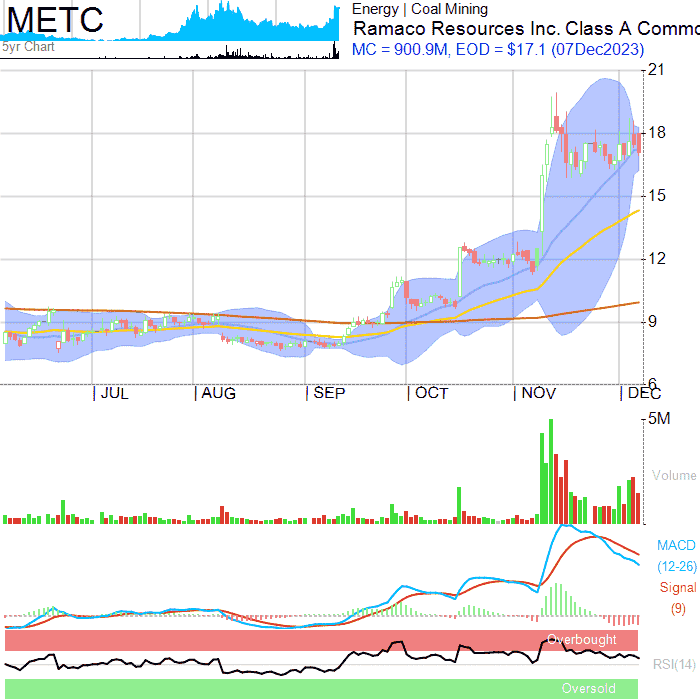 METC
5yr Chart
Energy | Coal Mining
Ramaco Resources Inc. Class A Commo
MC = 900.9M, EOD = $17.1 (07Dec2023)
21
18
15
12
9
6
| JUL | AUG | SEP | OCT | NOV | DEC
5M
Volume
MACD
(12-26)
Signal
(9)
Overbought
RSI(14)
Oversold